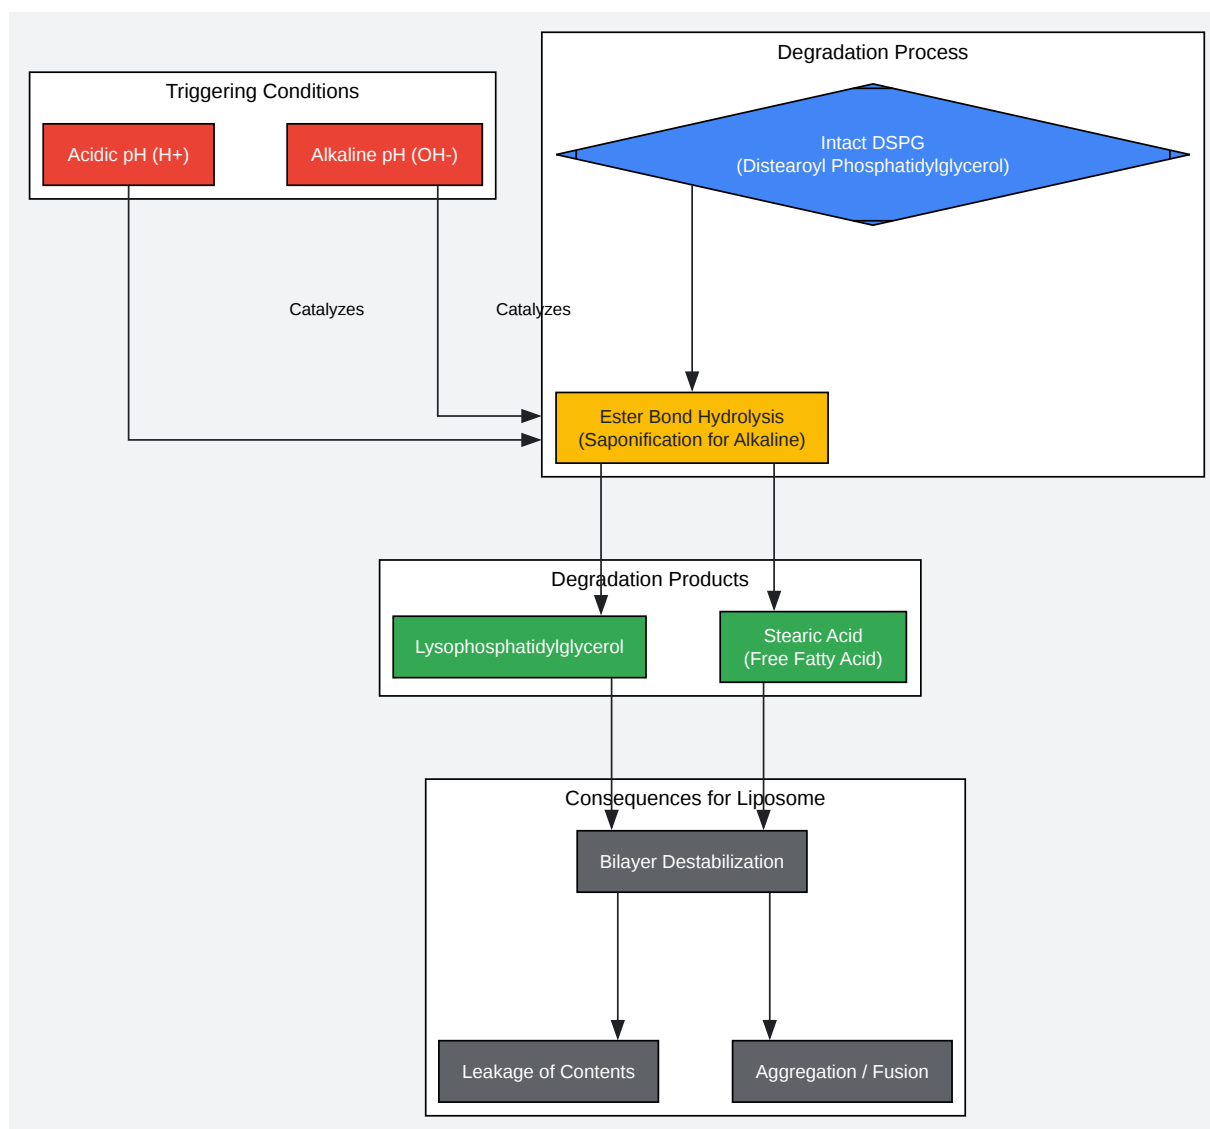 Triggering Conditions
Acidic pH (H+)
Alkaline pH (OH-)
Degradation Process
Intact DSPG
(Distearoyl Phosphatidylglycerol)
Catalyzes
Catalyzes
Ester Bond Hydrolysis
(Saponification for Alkaline)
Degradation Products
Lysophosphatidylglycerol
Stearic Acid
(Free Fatty Acid)
Consequences for Liposome
Bilayer Destabilization
Leakage of Contents
Aggregation / Fusion